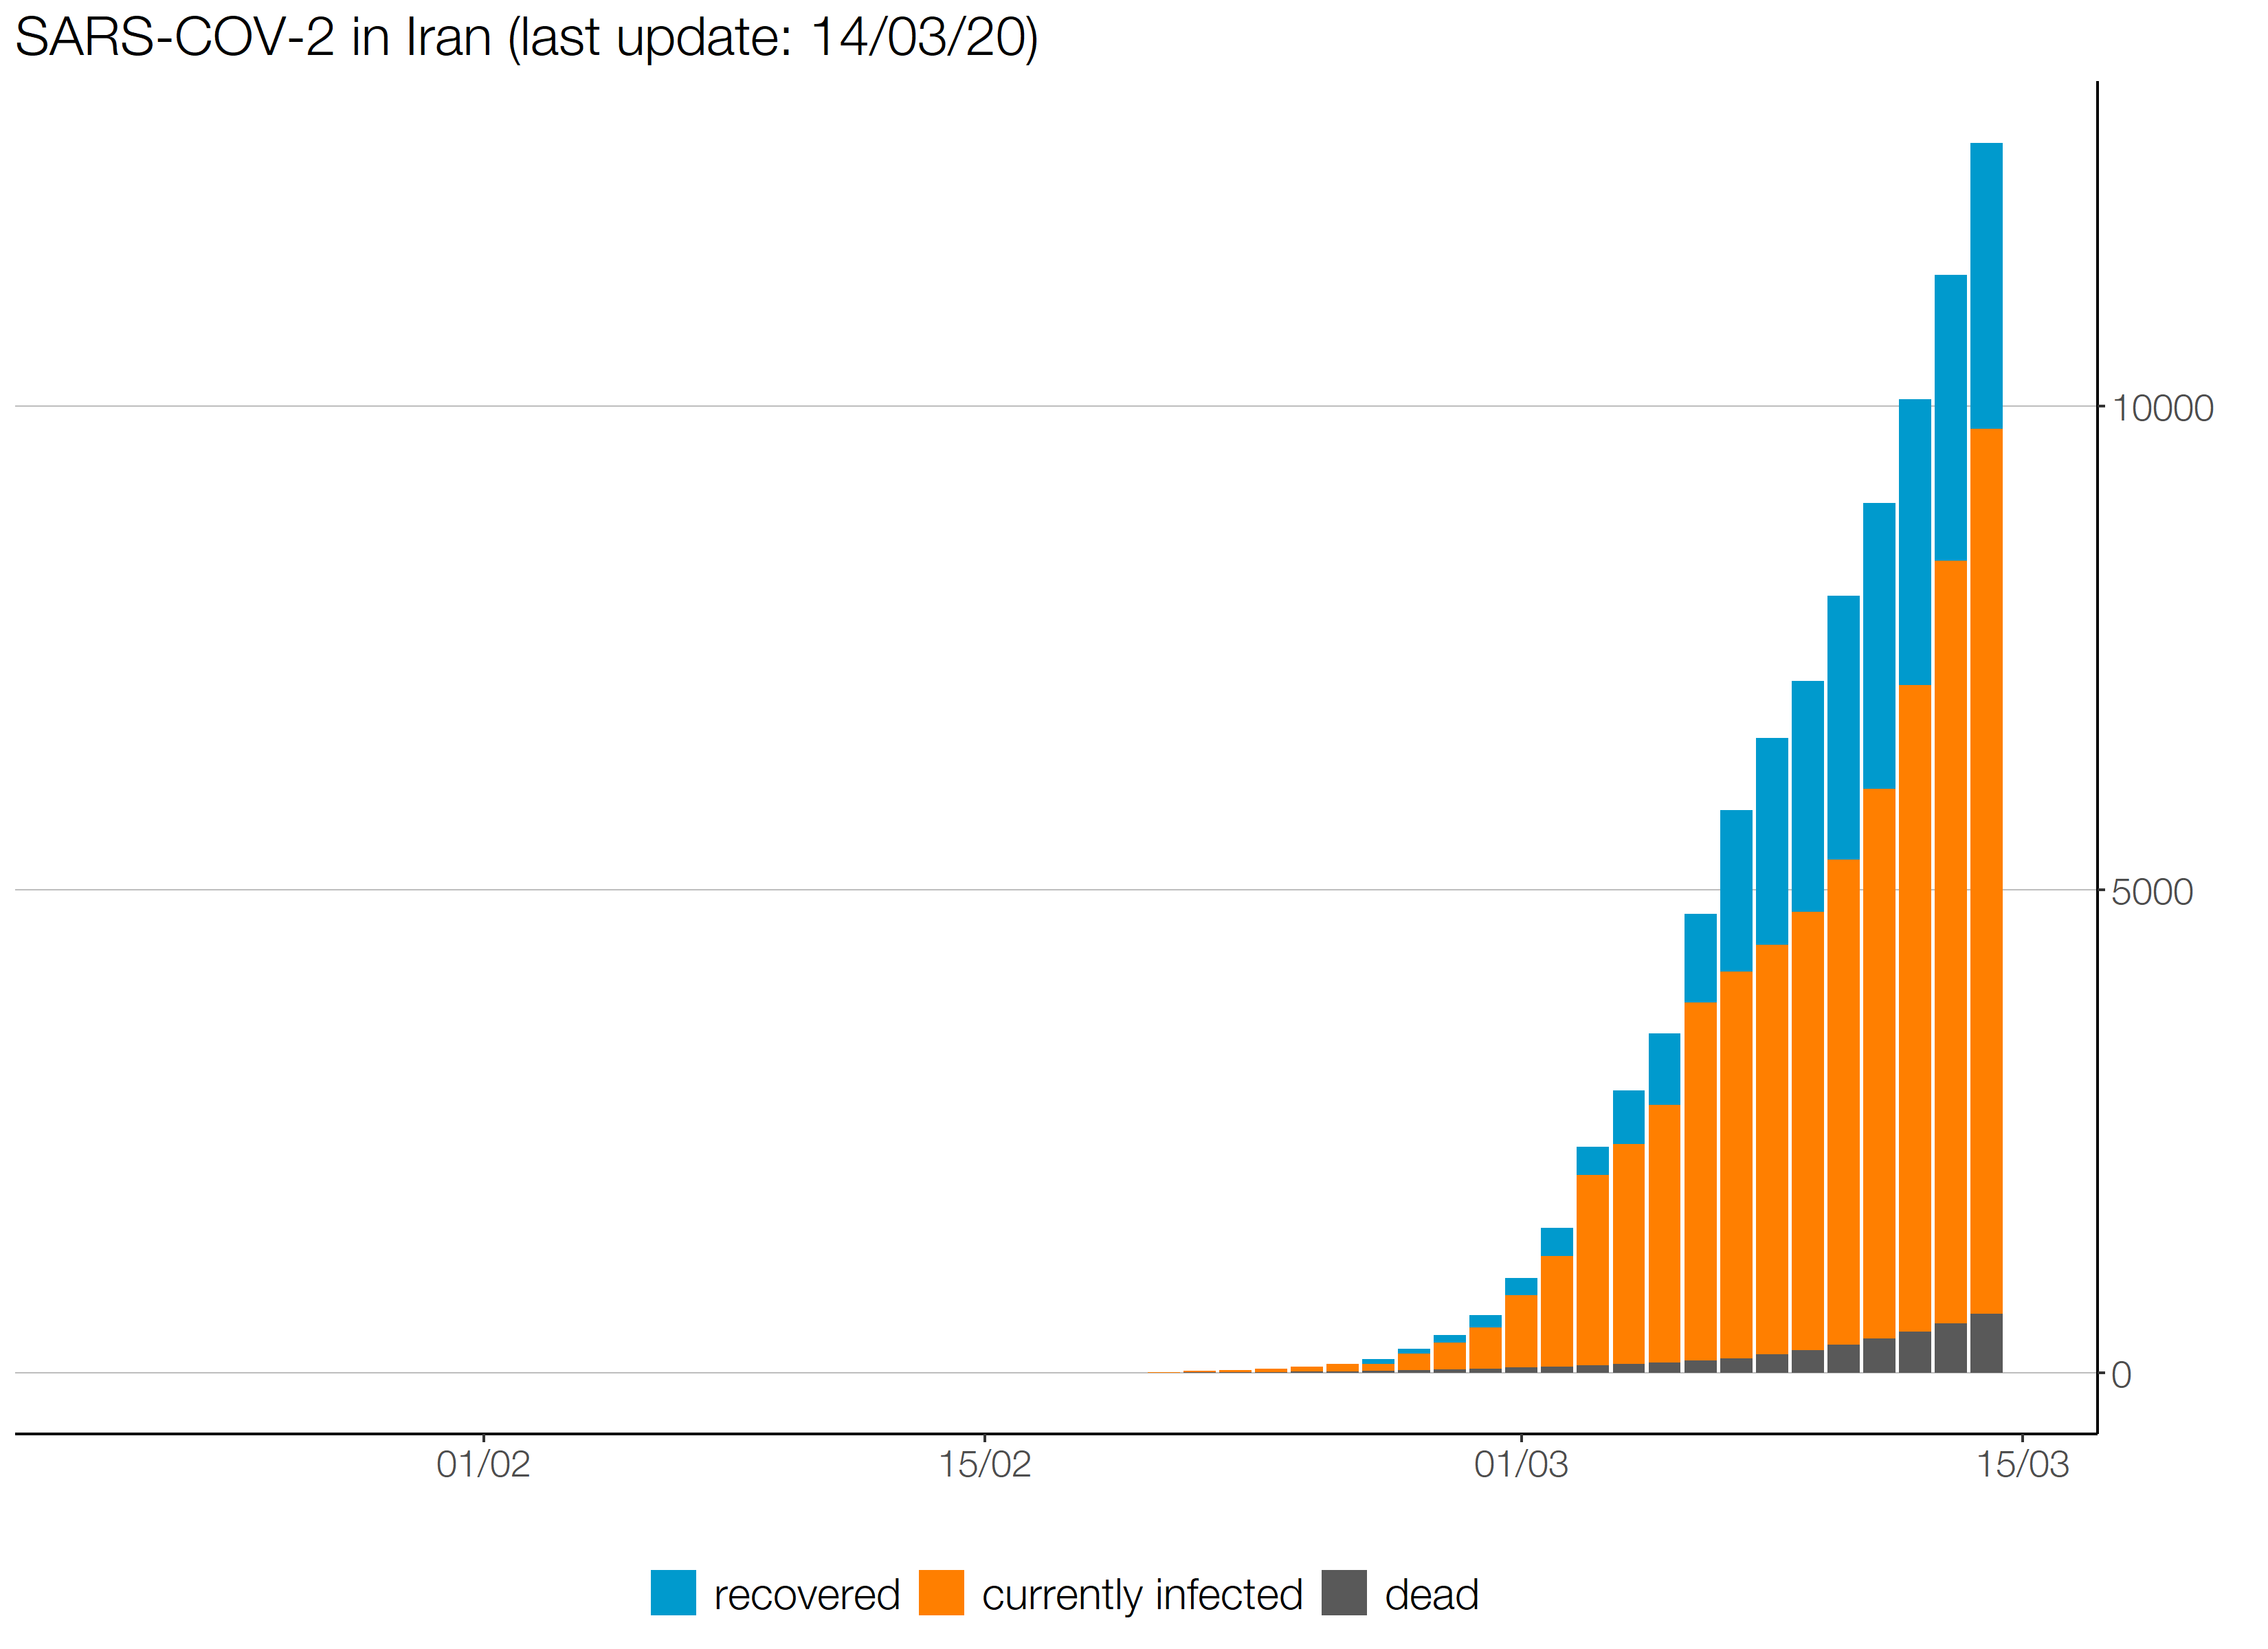 SARS-COV-2 in Iran (last update: 14/03/20)
10000
5000
0
01/02 15/02 01/03 15/03
recovered currently infected dead